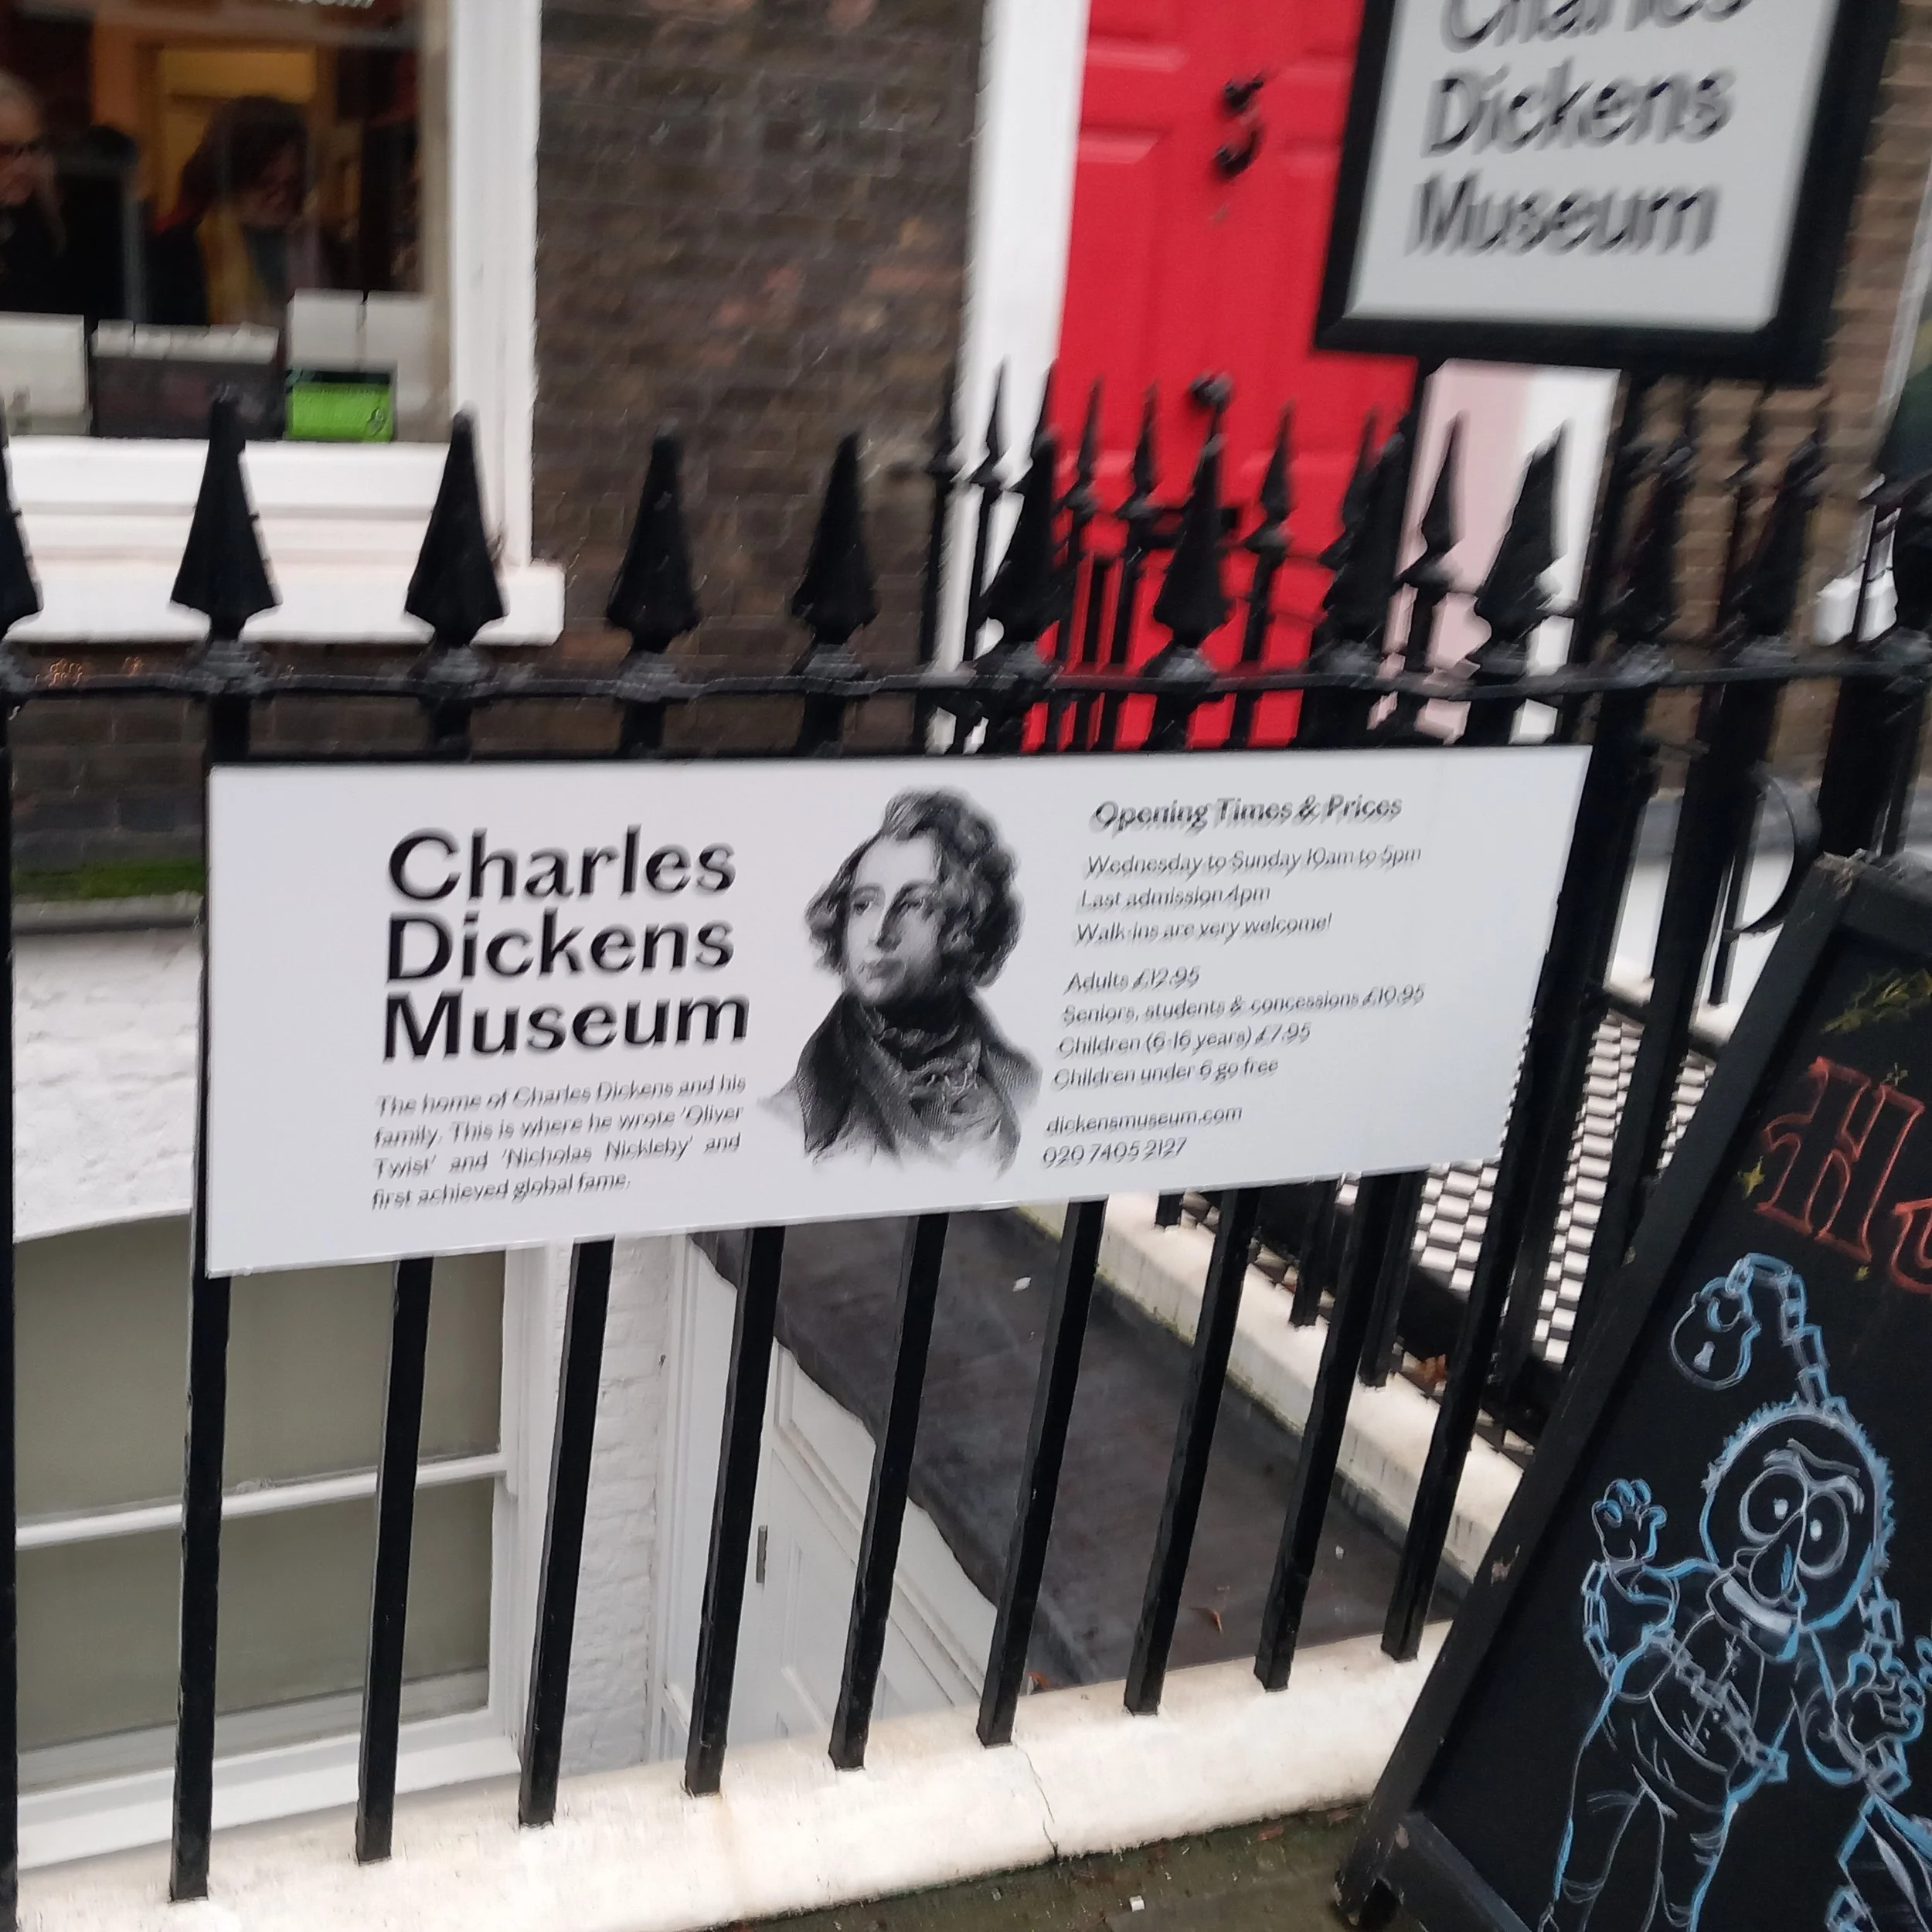 Charles
Dickens
Museum
Charles
Dickens
Museum
The home of Charles Dickens and his
family. This is where he wrote 'Oliver
Twist' and 'Nicholas Nickleby' and
first achieved global fame.
Opening Times & Prices
Wednesday to Sunday 10am to 5pm
Last admission 4pm
Walk-ins are very welcome!
Adults £12.95
Seniors, students & concessions £10.95
Children (6-16 years) £7.95
Children under 6 go free
dickensmuseum.com
020 7405 2127